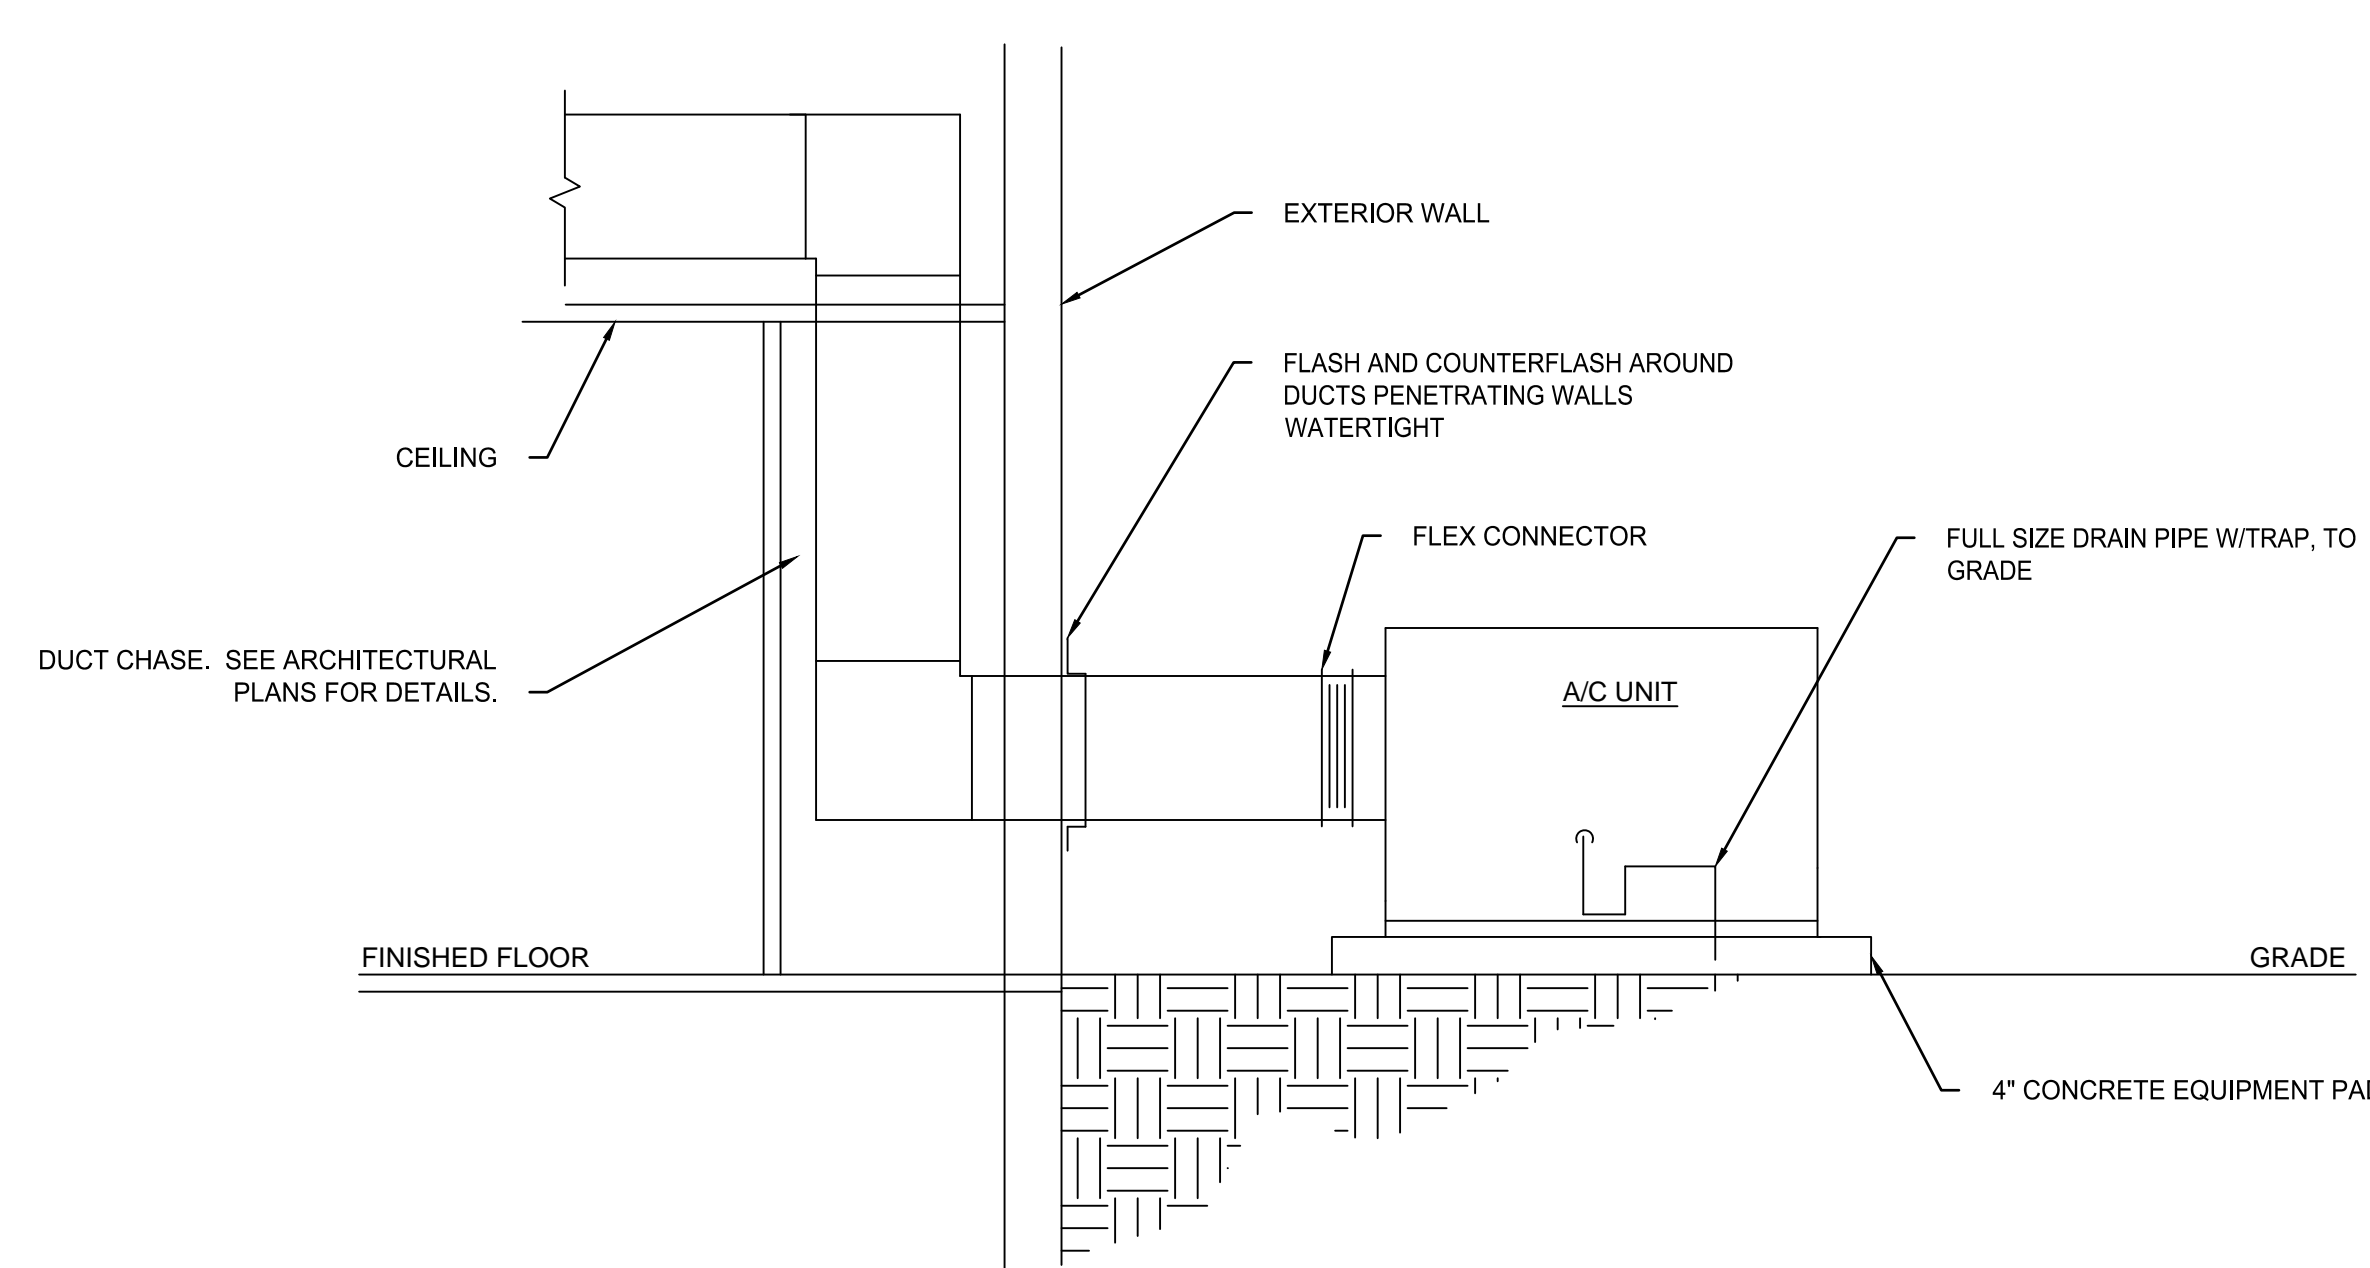 EXTERIOR WALL
FLASH AND COUNTERFLASH AROUND
DUCTS PENETRATING WALLS
WATERTIGHT
CEILING
FLEX CONNECTOR
FULL SIZE DRAIN PIPE W/TRAP, TO
GRADE
DUCT CHASE. SEE ARCHITECTURAL
PLANS FOR DETAILS.
A/C UNIT
FINISHED FLOOR
GRADE
4" CONCRETE EQUIPMENT PAD